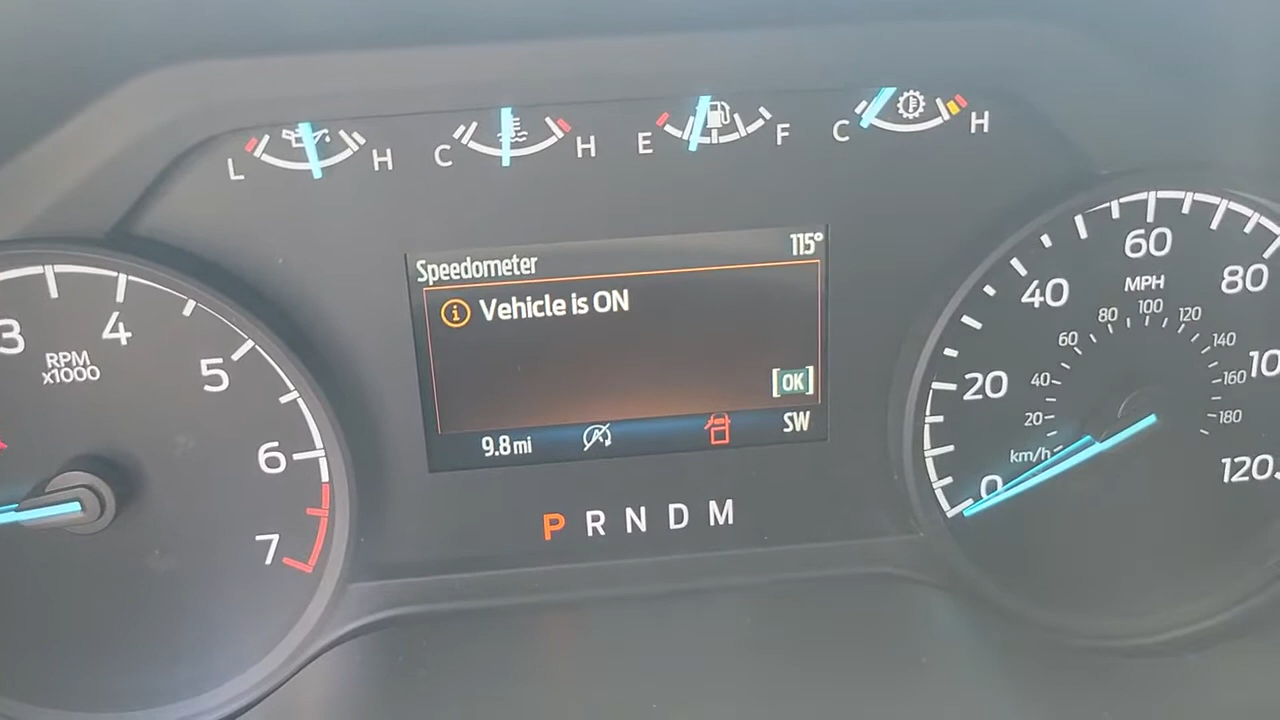 L H C H E F C H
Speedometer 115°
Vehicle is ON
[OK]
9.8 mi SW
P R N D M
3 4 5 6 7
RPM
x1000
0 20 40 60 80 10 120
MPH
20 40 60 80 100 120 140 160 180
km/h